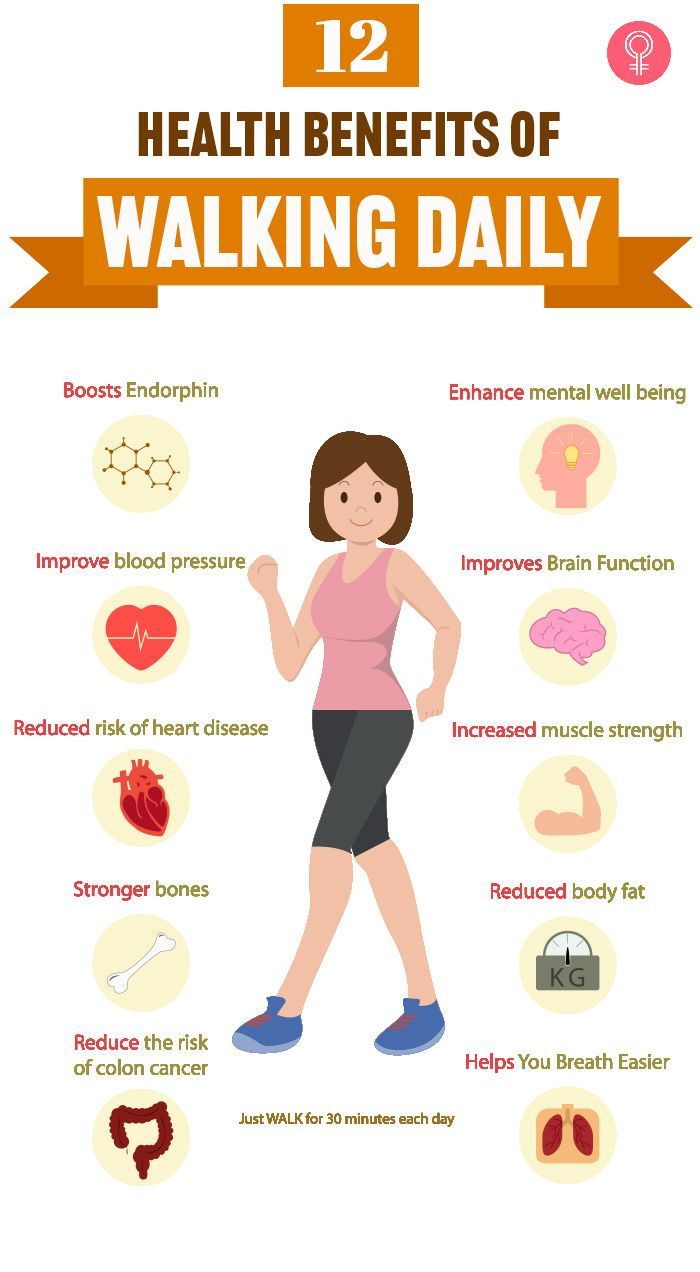 12
HEALTH BENEFITS OF
WALKING DAILY
Boosts Endorphin
Enhance mental well being
Improve blood pressure
Improves Brain Function
Reduced risk of heart disease
Increased muscle strength
Stronger bones
Reduced body fat
KG
Reduce the risk
of colon cancer
Helps You Breath Easier
Just WALK for 30 minutes each day